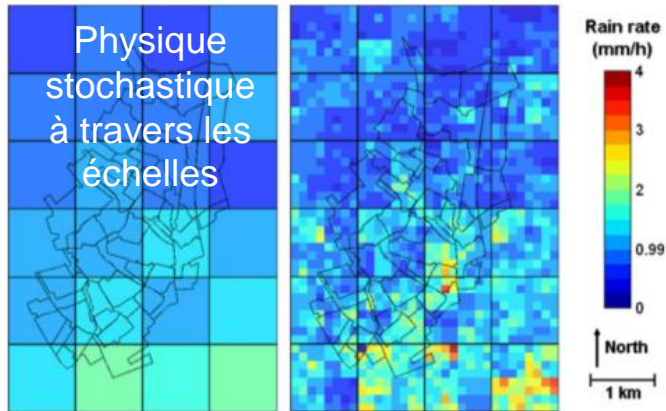 Physique
stochastique
à travers les
échelles
Rain rate
(mm/h)
4
3
2
0.99
0
North
1 km